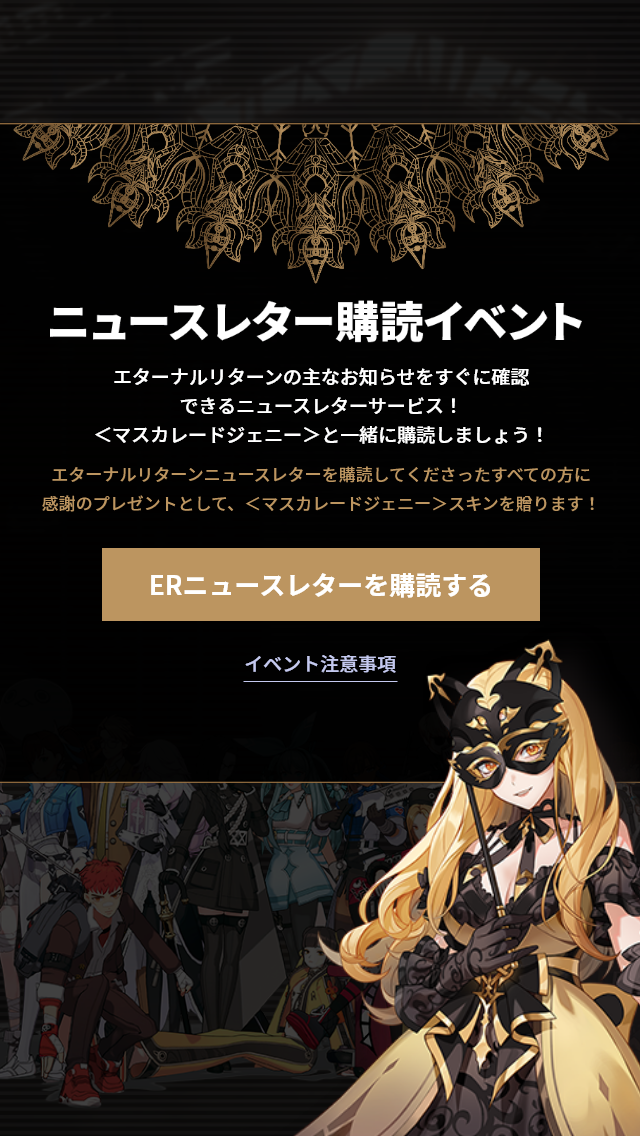 ニュースレター購読イベント
エターナルリターンの主なお知らせをすぐに確認
できるニュースレターサービス！
＜マスカレードジェニー＞と一緒に購読しましょう！
エターナルリターンニュースレターを購読してくださったすべての方に
感謝のプレゼントとして、＜マスカレードジェニー＞スキンを贈ります！
ERニュースレターを購読する
イベント注意事項